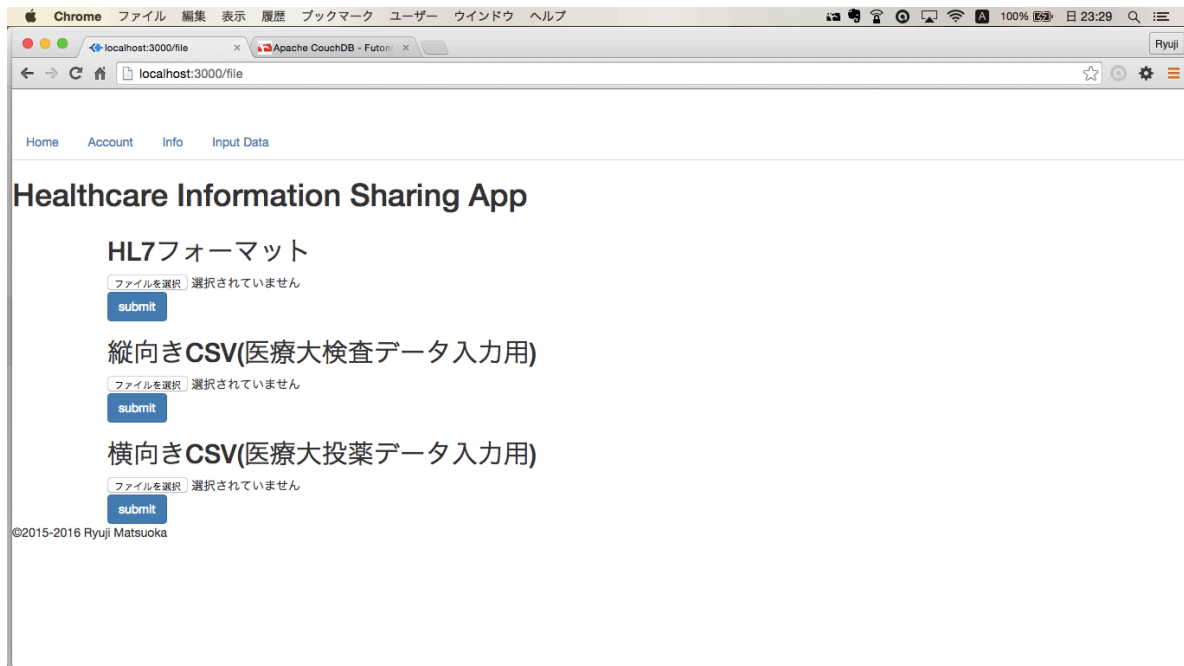 Chrome ファイル 編集 表示 履歴 ブックマーク ユーザー ウインドウ ヘルプ 100% 日 23:29
localhost:3000/file × Apache CouchDB - Futon: × Ryuji
localhost:3000/file
Home Account Info Input Data
Healthcare Information Sharing App
HL7フォーマット
ファイルを選択 選択されていません
submit
縦向きCSV(医療大検査データ入力用)
ファイルを選択 選択されていません
submit
横向きCSV(医療大投薬データ入力用)
ファイルを選択 選択されていません
submit
©2015-2016 Ryuji Matsuoka